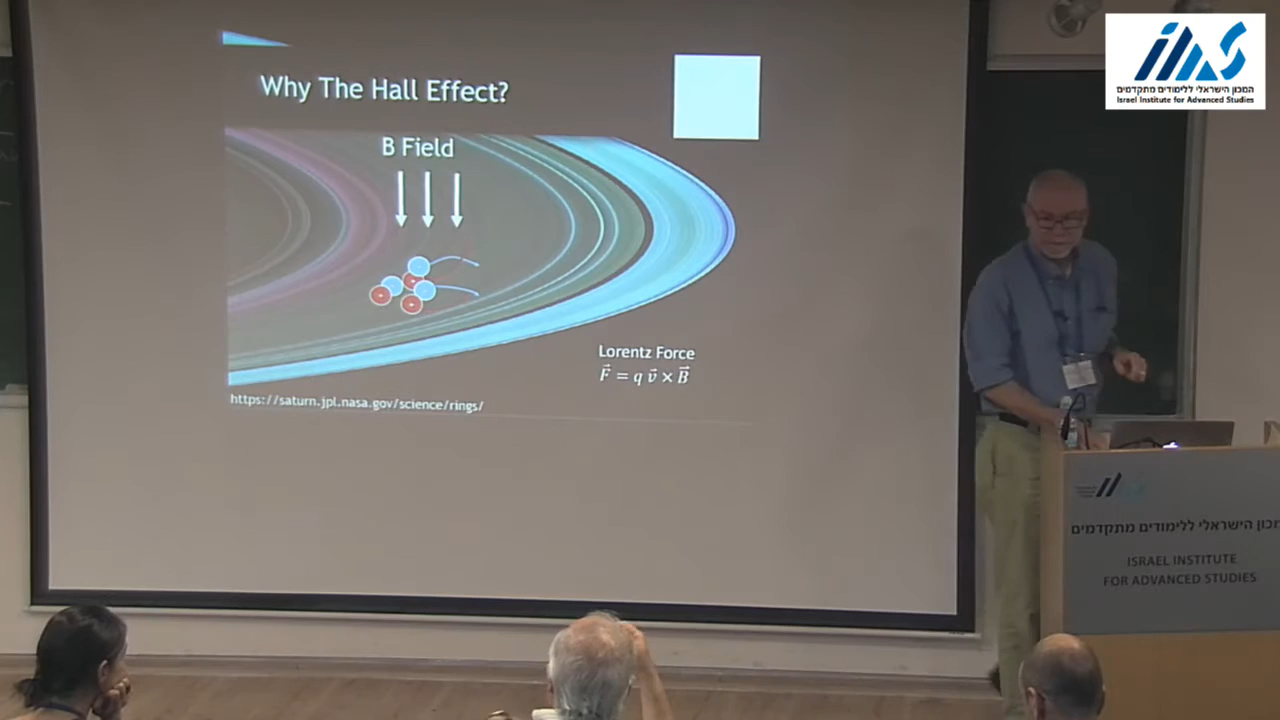 Why The Hall Effect?
B Field
Lorentz Force
F⃗ = q v⃗ × B⃗
https://saturn.jpl.nasa.gov/science/rings/
המכון הישראלי ללימודים מתקדמים
Israel Institute for Advanced Studies
המכון הישראלי ללימודים מתקדמים
ISRAEL INSTITUTE
FOR ADVANCED STUDIES